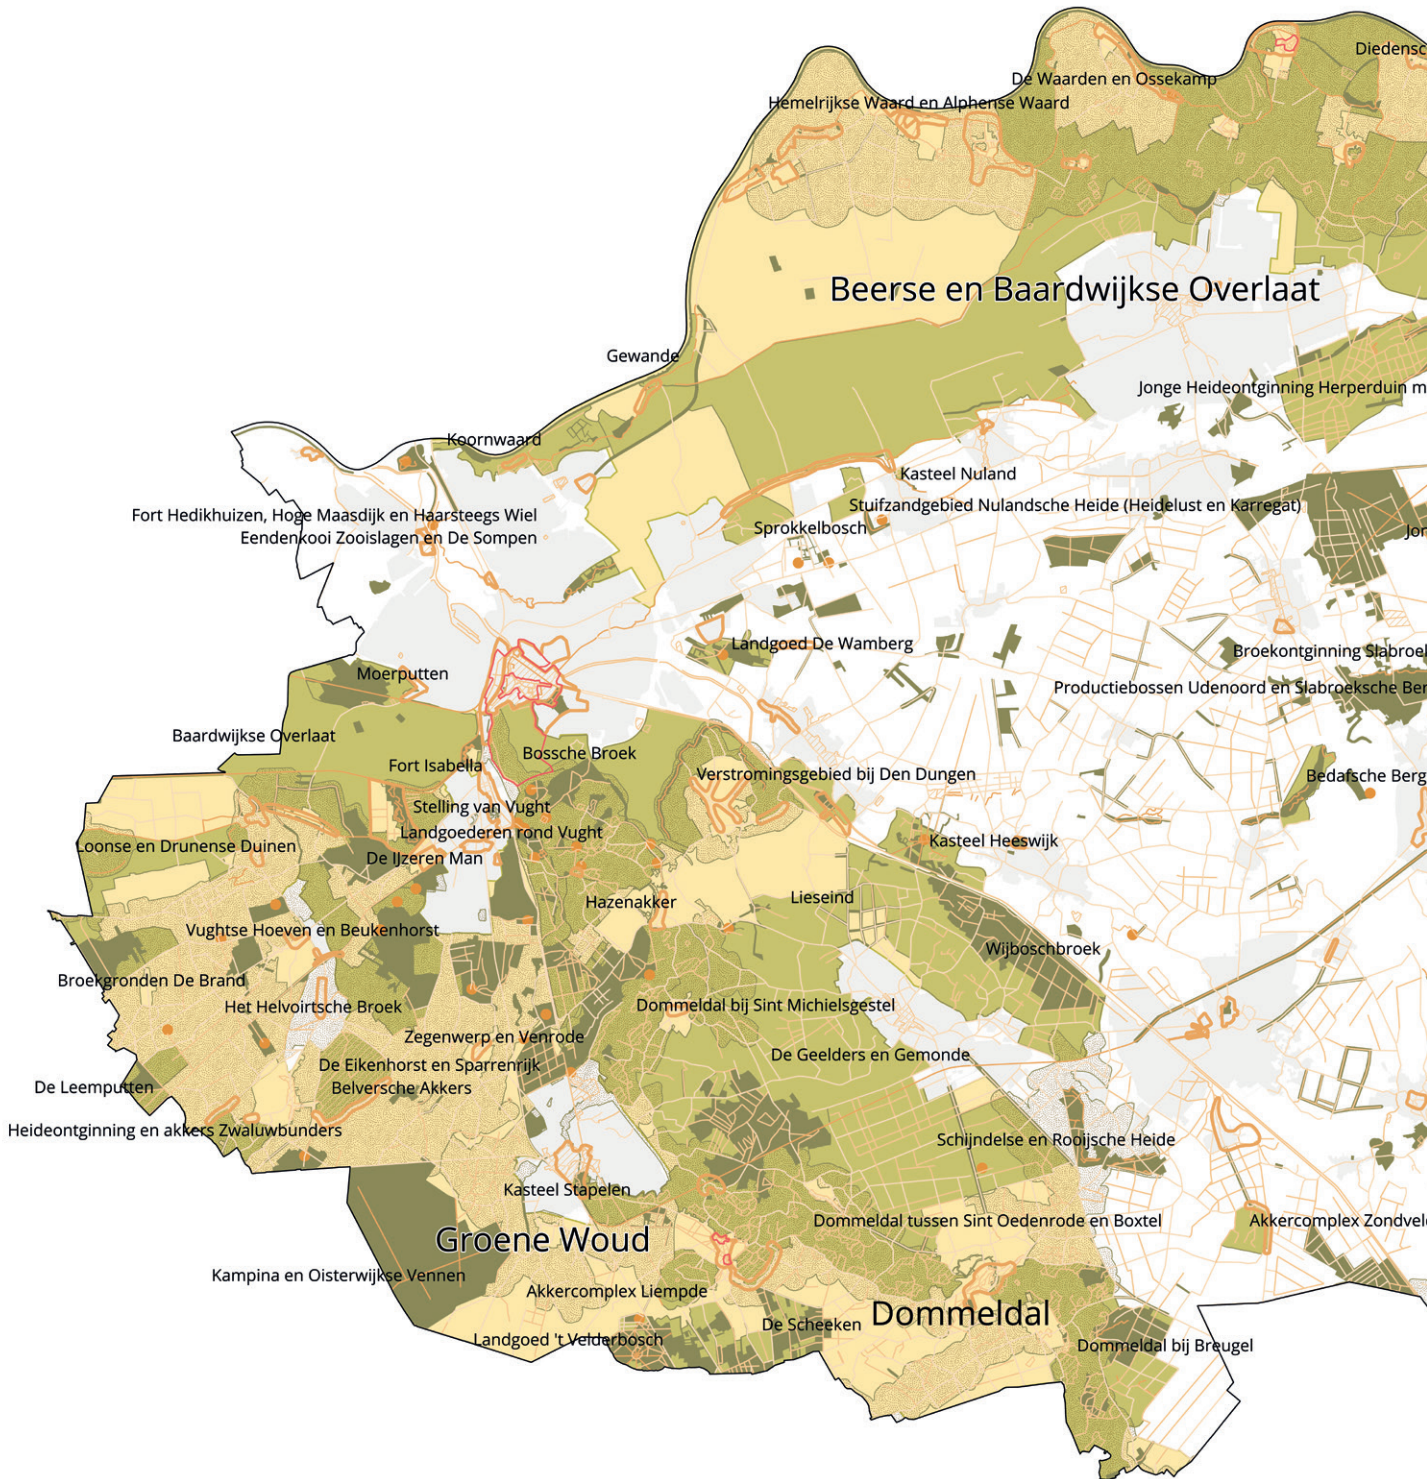 Diedensc
De Waarden en Ossekamp
Hemelrijkse Waard en Alphense Waard
Beerse en Baardwijkse Overlaat
Gewande
Jonge Heideontginning Herperduin m
Koornwaard
Kasteel Nuland
Stuifzandgebied Nulandsche Heide (Heidelust en Karregat)
Fort Hedikhuizen, Hoge Maasdijk en Haarsteegs Wiel
Sprokkelbosch
Jon
Eendenkooi Zooislagen en De Sompen
Landgoed De Wamberg
Broekontginning Slabroek
Moerputten
Productiebossen Udenoord en Slabroeksche Ber
Baardwijkse Overlaat
Bossche Broek
Fort Isabella
Verstromingsgebied bij Den Dungen
Bedafsche Berg
Stelling van Vught
Landgoederen rond Vught
Kasteel Heeswijk
Loonse en Drunense Duinen
De IJzeren Man
Lieseind
Hazenakker
Vughtse Hoeven en Beukenhorst
Wijboschbroek
Broekgronden De Brand
Het Helvoirtsche Broek
Dommeldal bij Sint Michielsgestel
Zegenwerp en Venrode
De Geelders en Gemonde
De Eikenhorst en Sparrenrijk
De Leemputten
Belversche Akkers
Heideontginning en akkers Zwaluwbunders
Schijndelse en Rooijsche Heide
Kasteel Stapelen
Dommeldal tussen Sint Oedenrode en Boxtel
Akkercomplex Zondveld
Groene Woud
Kampina en Oisterwijkse Vennen
Akkercomplex Liempde
Dommeldal
De Scheeken
Landgoed 't Velderbosch
Dommeldal bij Breugel